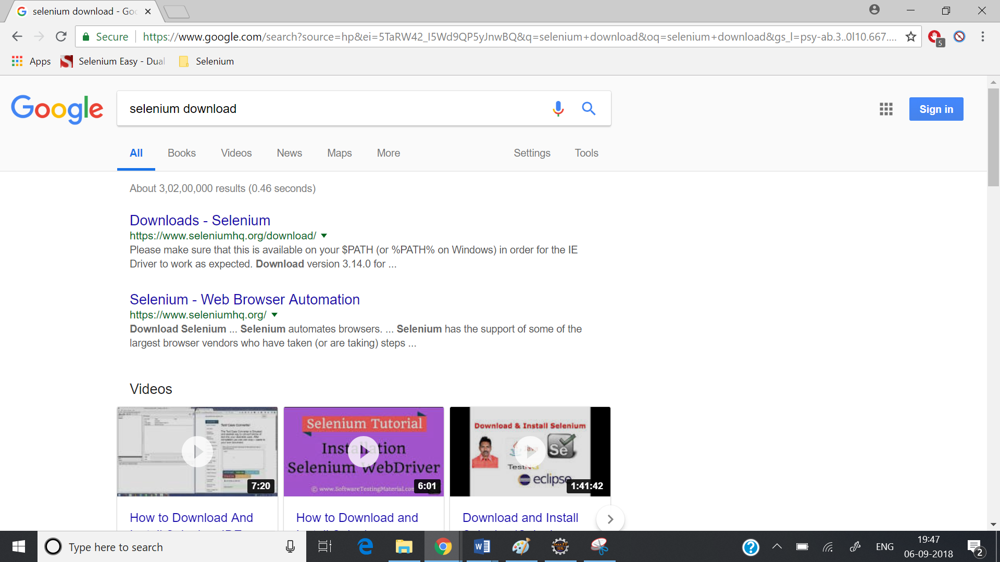 selenium download - Goo
Secure
https://www.google.com/search?source=hp&ei=5TaRW42_I5Wd9QP5yJnwBQ&q=selenium+download&oq=selenium+download&gs_l=psy-ab.3..0l10.667....
5
Apps
Selenium Easy - Dual
Selenium
Google
selenium download
Sign in
All
Books
Videos
News
Maps
More
Settings
Tools
About 3,02,00,000 results (0.46 seconds)
Downloads - Selenium
https://www.seleniumhq.org/download/
Please make sure that this is available on your $PATH (or %PATH% on Windows) in order for the IE
Driver to work as expected. Download version 3.14.0 for ...
Selenium - Web Browser Automation
https://www.seleniumhq.org/
Download Selenium ... Selenium automates browsers. ... Selenium has the support of some of the
largest browser vendors who have taken (or are taking) steps ...
Videos
Test Case Converter
7:20
Selenium Tutorial
Installation
Selenium WebDriver
© www.SoftwareTestingMaterial.com
6:01
Download & Install Selenium
Se
TestNG
eclipse
1:41:42
How to Download And
How to Download and
Download and Install
Type here to search
Java EE
IDE
ENG
19:47
06-09-2018
2